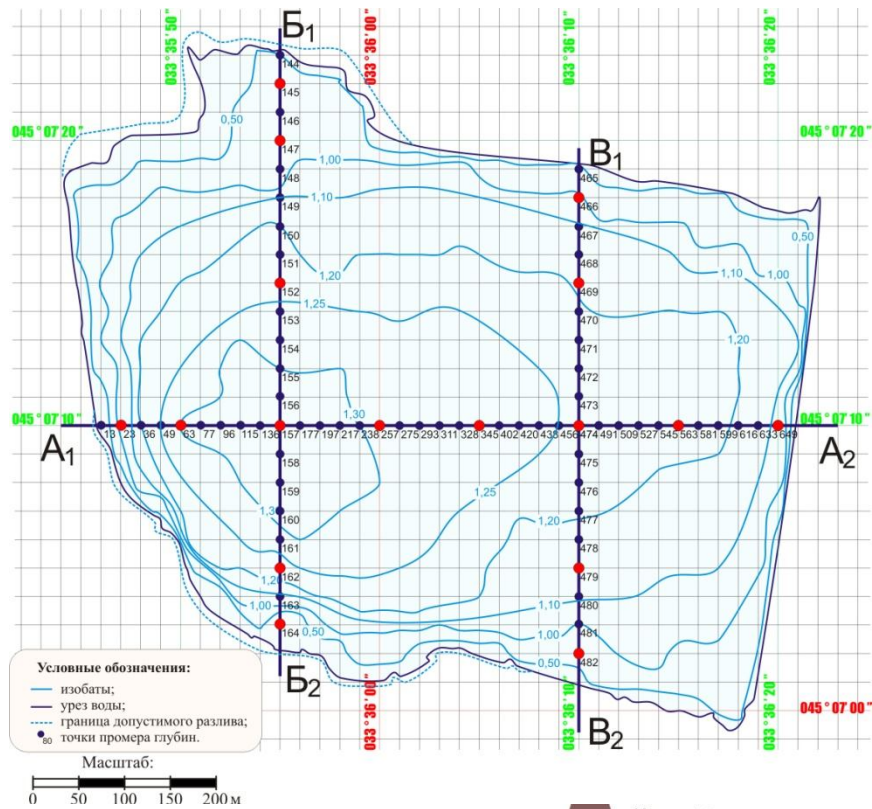 Б₁
033 ° 35 ' 50 "
033 ° 36 ' 00 "
033 ° 36 ' 10 "
033 ° 36 ' 20 "
144
145
0,50
146
045 ° 07 ' 20 "
045 ° 07 ' 20 "
147
В₁
1,00
148
465
1,10
149
466
150
467
0,50
151
468
1,20
1,10
1,00
152
469
1,25
153
470
1,20
154
471
155
472
156
1,30
473
045 ° 07 ' 10 "
045 ° 07 ' 10 "
А₁
13 23 36 49 63 77 96 115 136 157 177 197 217 238 257 275 293 311 328 345 402 420 438 456 474 491 509 527 545 563 581 599 616 633 649
А₂
158
475
159
1,25
476
1,30
160
1,20
477
161
478
1,20
162
479
1,00
163
1,10
480
0,50
1,00
481
164
0,50
482
Б₂
033 ° 36 ' 00 "
033 ° 36 ' 10 "
033 ° 36 ' 20 "
045 ° 07 ' 00 "
В₂
Условные обозначения:
изобаты;
урез воды;
граница допустимого разлива;
80 точки промера глубин.
Масштаб:
0 50 100 150 200 м